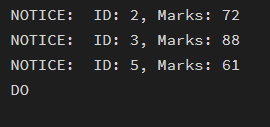 NOTICE:  ID: 2, Marks: 72
NOTICE:  ID: 3, Marks: 88
NOTICE:  ID: 5, Marks: 61
DO